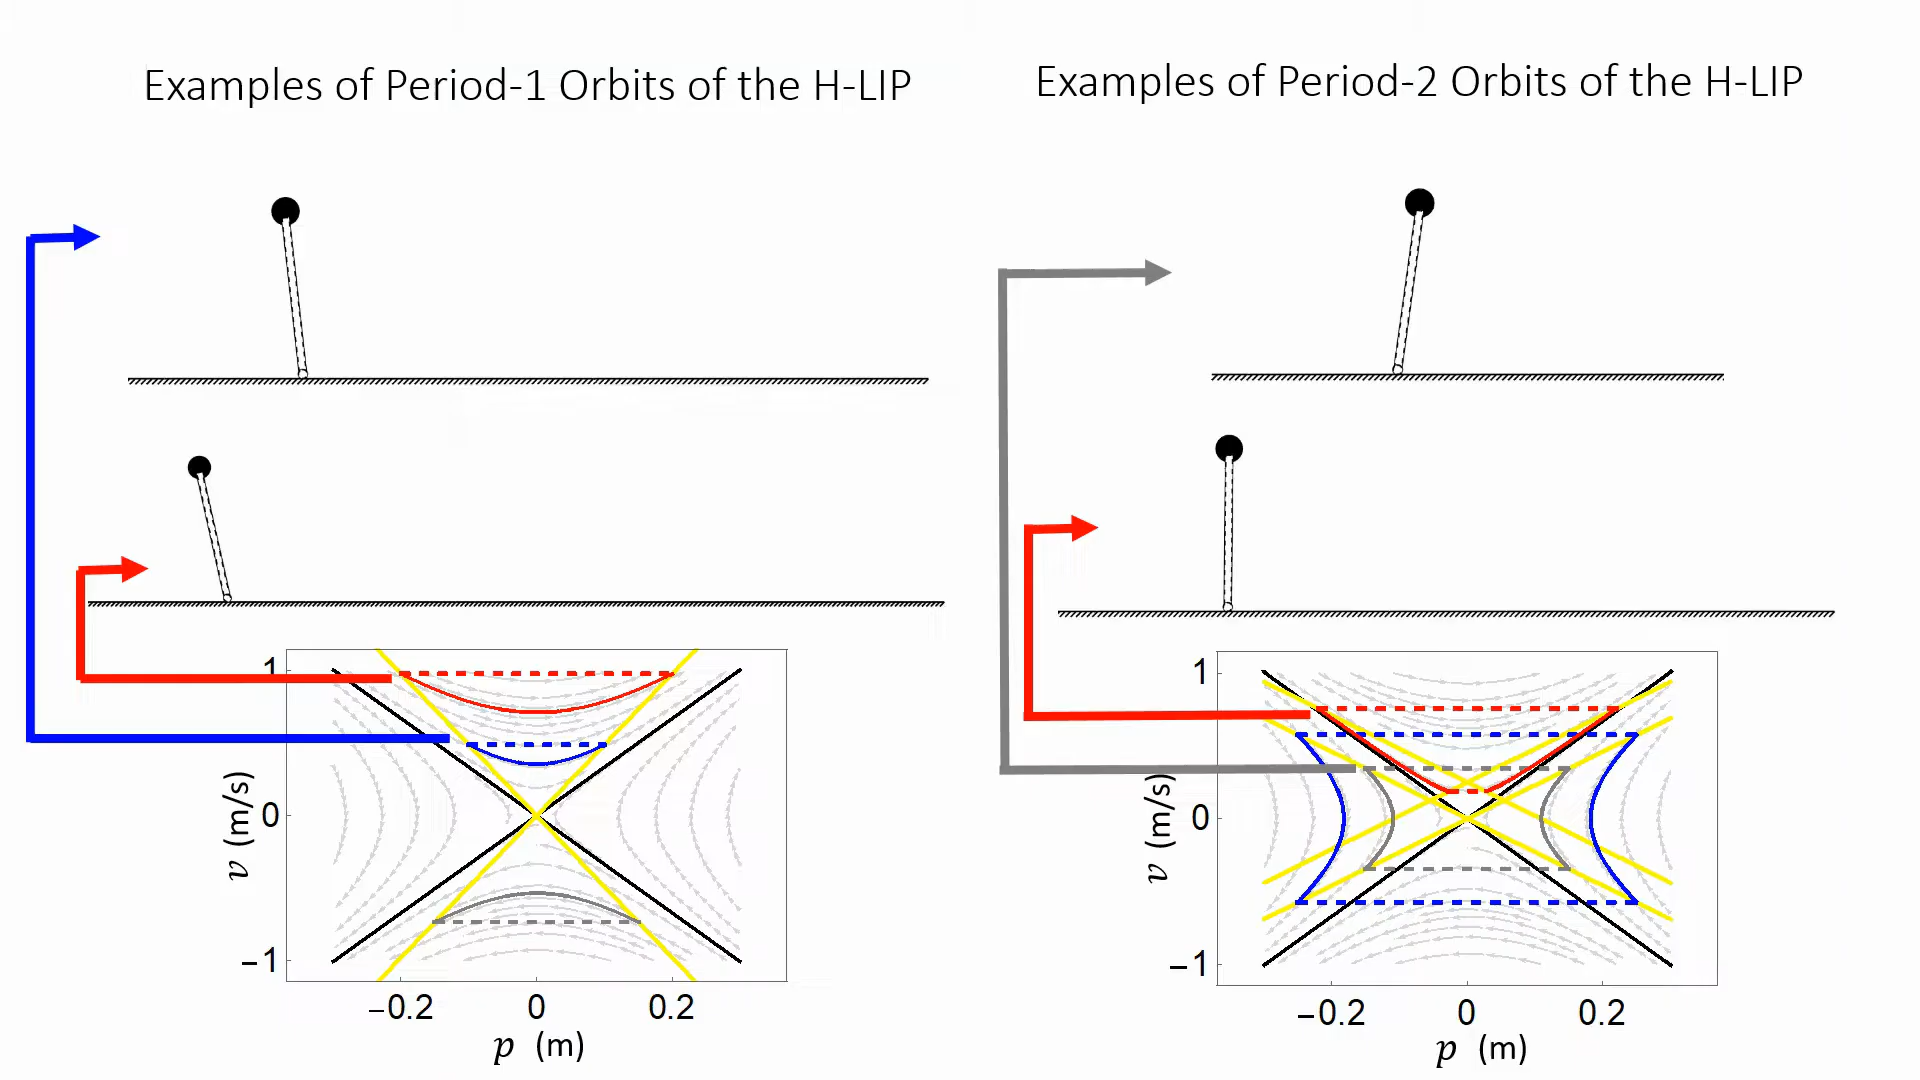 Examples of Period-1 Orbits of the H-LIP
1
0
−1
v (m/s)
−0.2 0 0.2
p (m)
Examples of Period-2 Orbits of the H-LIP
1
0
−1
v (m/s)
−0.2 0 0.2
p (m)